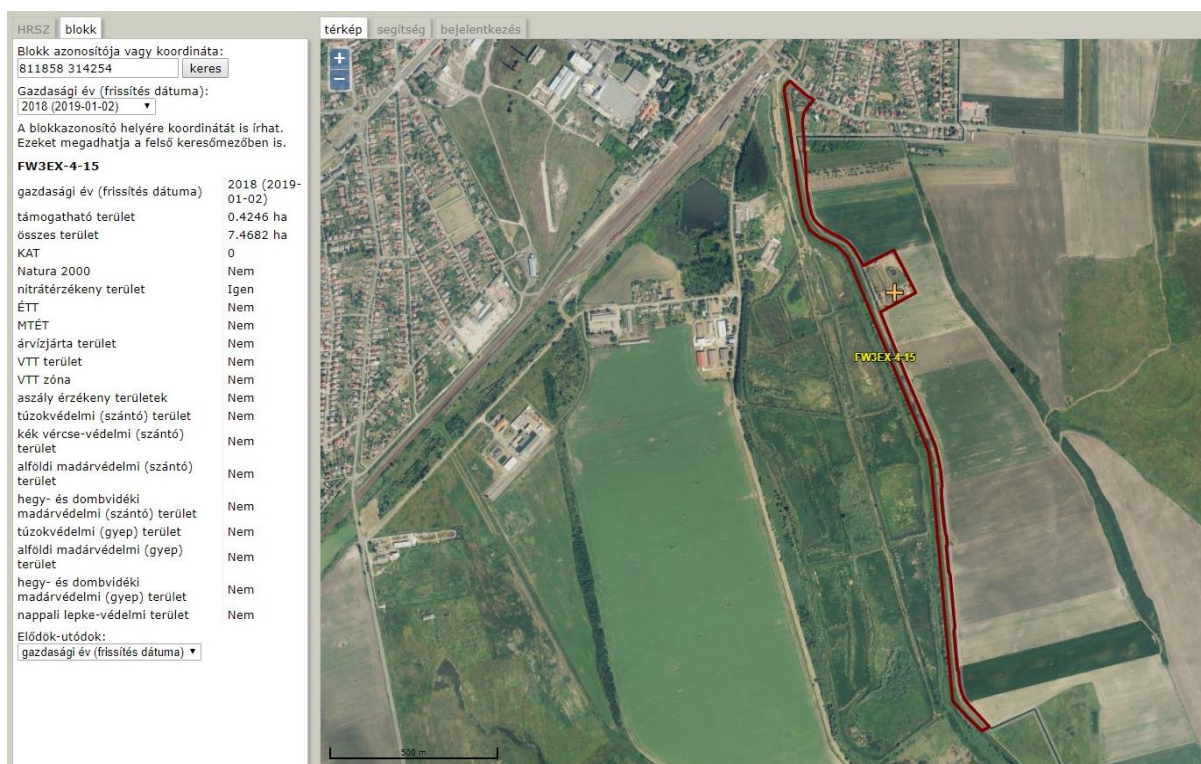 HRSZ blokk
Blokk azonosítója vagy koordináta:
811858 314254 keres
Gazdasági év (frissítés dátuma):
2018 (2019-01-02)
A blokkazonosító helyére koordinátát is írhat.
Ezeket megadhatja a felső keresőmezőben is.
FW3EX-4-15
gazdasági év (frissítés dátuma) 2018 (2019-
01-02)
támogatható terület 0.4246 ha
összes terület 7.4682 ha
KAT 0
Natura 2000 Nem
nitrátérzékeny terület Igen
ÉTT Nem
MTÉT Nem
árvízjárta terület Nem
VTT terület Nem
VTT zóna Nem
aszály érzékeny területek Nem
túzokvédelmi (szántó) terület Nem
kék vércse-védelmi (szántó)
terület Nem
alföldi madárvédelmi (szántó)
terület Nem
hegy- és dombvidéki
madárvédelmi (szántó) terület Nem
túzokvédelmi (gyep) terület Nem
alföldi madárvédelmi (gyep)
terület Nem
hegy- és dombvidéki
madárvédelmi (gyep) terület Nem
nappali lepke-védelmi terület Nem
Elődök-utódok:
gazdasági év (frissítés dátuma)
térkép segítség bejelentkezés
+
−
FW3EX-4-15
500 m